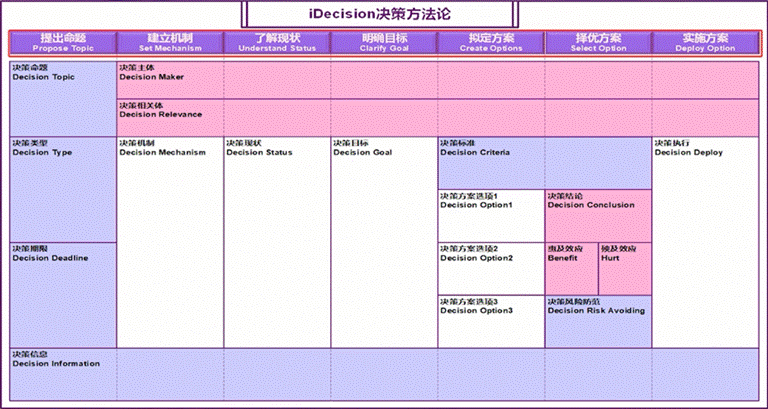 iDecision决策方法论
提出命题
Propose Topic
建立机制
Set Mechanism
了解现状
Understand Status
明确目标
Clarify Goal
拟定方案
Create Options
择优方案
Select Option
实施方案
Deploy Option
决策命题
Decision Topic
决策主体
Decision Maker
决策相关体
Decision Relevance
决策类型
Decision Type
决策机制
Decision Mechanism
决策现状
Decision Status
决策目标
Decision Goal
决策标准
Decision Criteria
决策执行
Decision Deploy
决策方案选项1
Decision Option1
决策结论
Decision Conclusion
决策期限
Decision Deadline
决策方案选项2
Decision Option2
惠及效应
Benefit
殃及效应
Hurt
决策方案选项3
Decision Option3
决策风险防范
Decision Risk Avoiding
决策信息
Decision Information